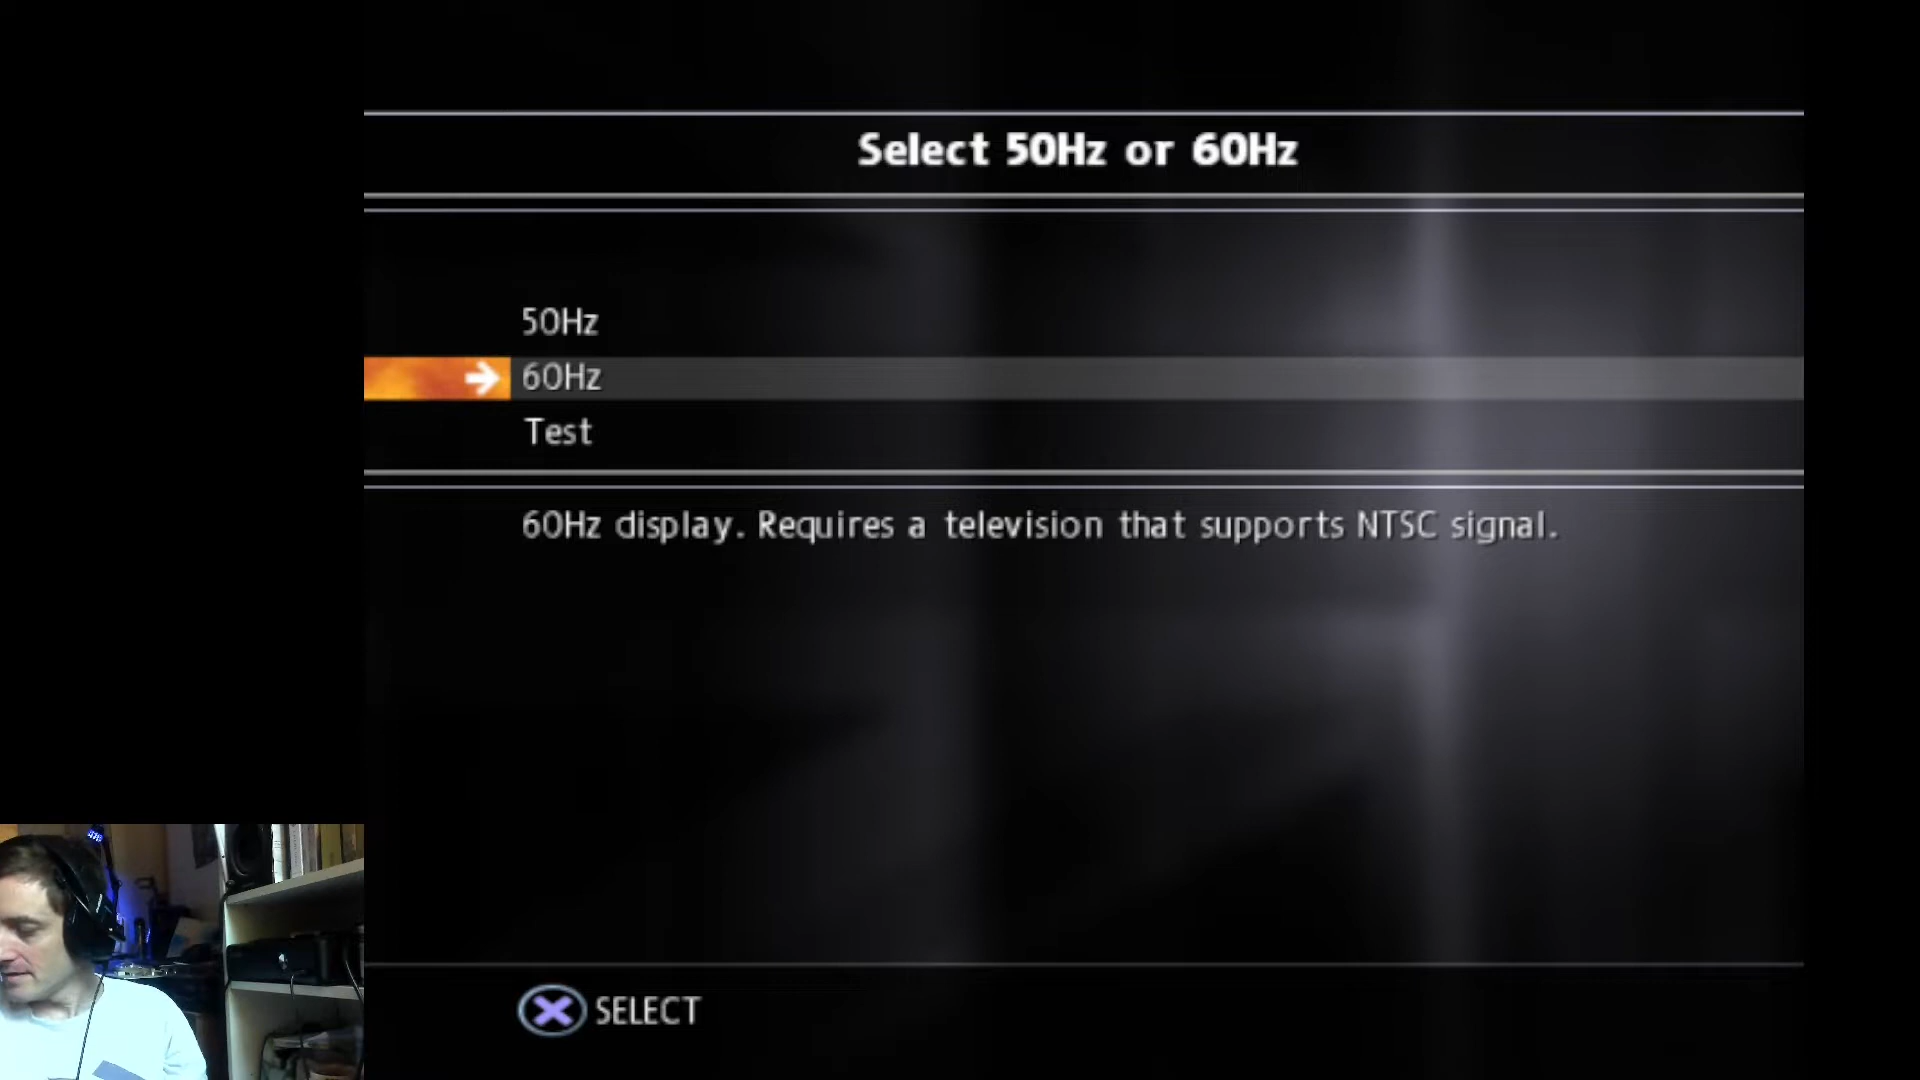 Select 50Hz or 60Hz
50Hz
60Hz
Test
60Hz display. Requires a television that supports NTSC signal.
SELECT